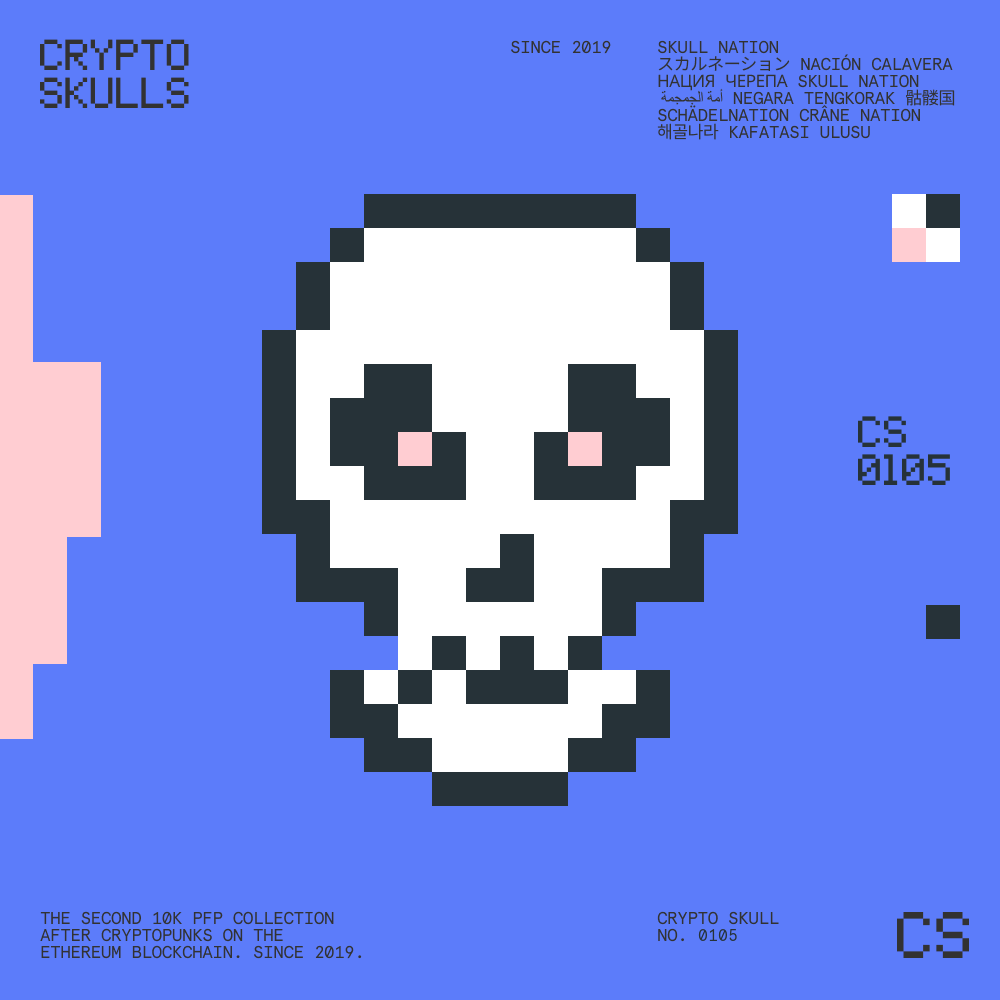 CRYPTO
SKULLS
SINCE 2019
SKULL NATION
スカルネーション NACIÓN CALAVERA
НАЦИЯ ЧЕРЕПА SKULL NATION
أمة الجمجمة NEGARA TENGKORAK 骷髅国
SCHÄDELNATION CRÂNE NATION
해골나라 KAFATASI ULUSU
CS
0105
THE SECOND 10K PFP COLLECTION
AFTER CRYPTOPUNKS ON THE
ETHEREUM BLOCKCHAIN. SINCE 2019.
CRYPTO SKULL
NO. 0105
CS